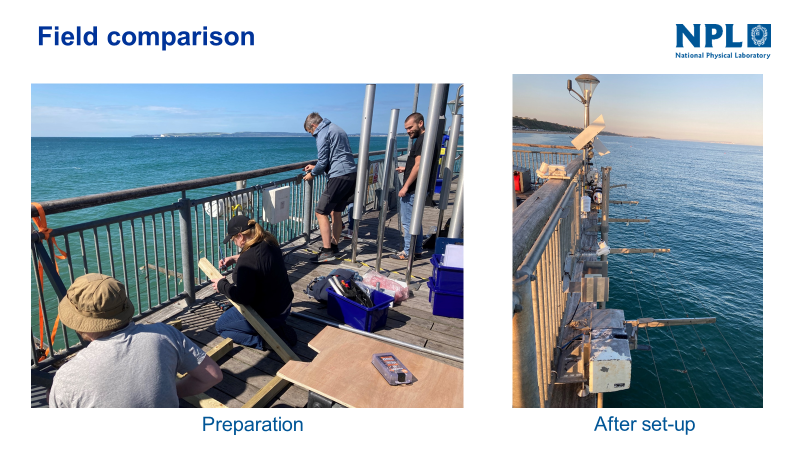 Field comparison
NPL
National Physical Laboratory
Preparation
After set-up